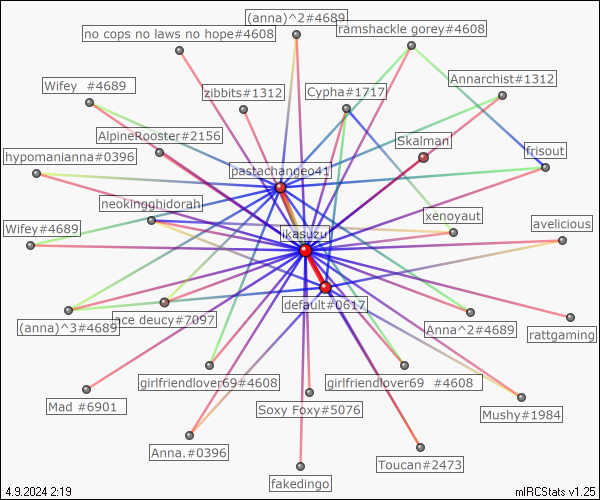 (anna)^2#4689
no cops no laws no hope#4608
ramshackle gorey#4608
Wifey  #4689
zibbits#1312
Cypha#1717
Annarchist#1312
AlpineRooster#2156
Skalman
hypomanianna#0396
pastachangeo41
frisout
neokingghidorah
xenoyaut
Wifey#4689
ikasuzu
avelicious
default#0617
(anna)^3#4689
nce deucy#7097
Anna^2#4689
rattgaming
girlfriendlover69#4608
girlfriendlover69  #4608
Mad #6901
Soxy Foxy#5076
Mushy#1984
Anna.#0396
Toucan#2473
fakedingo
4.9.2024 2:19
mIRCStats v1.25